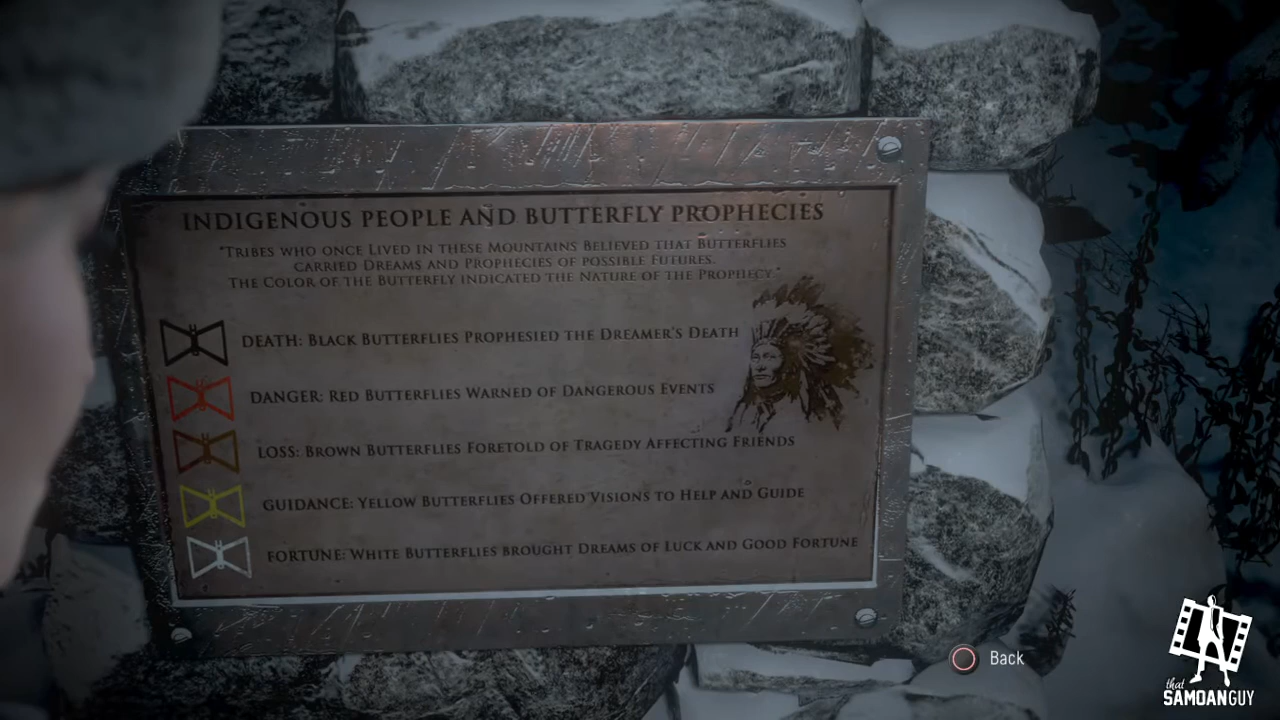 INDIGENOUS PEOPLE AND BUTTERFLY PROPHECIES
"TRIBES WHO ONCE LIVED IN THESE MOUNTAINS BELIEVED THAT BUTTERFLIES
CARRIED DREAMS AND PROPHECIES OF POSSIBLE FUTURES.
THE COLOR OF THE BUTTERFLY INDICATED THE NATURE OF THE PROPHECY."
DEATH: BLACK BUTTERFLIES PROPHESIED THE DREAMER'S DEATH
DANGER: RED BUTTERFLIES WARNED OF DANGEROUS EVENTS
LOSS: BROWN BUTTERFLIES FORETOLD OF TRAGEDY AFFECTING FRIENDS
GUIDANCE: YELLOW BUTTERFLIES OFFERED VISIONS TO HELP AND GUIDE
FORTUNE: WHITE BUTTERFLIES BROUGHT DREAMS OF LUCK AND GOOD FORTUNE
Back
that
SAMOANGUY